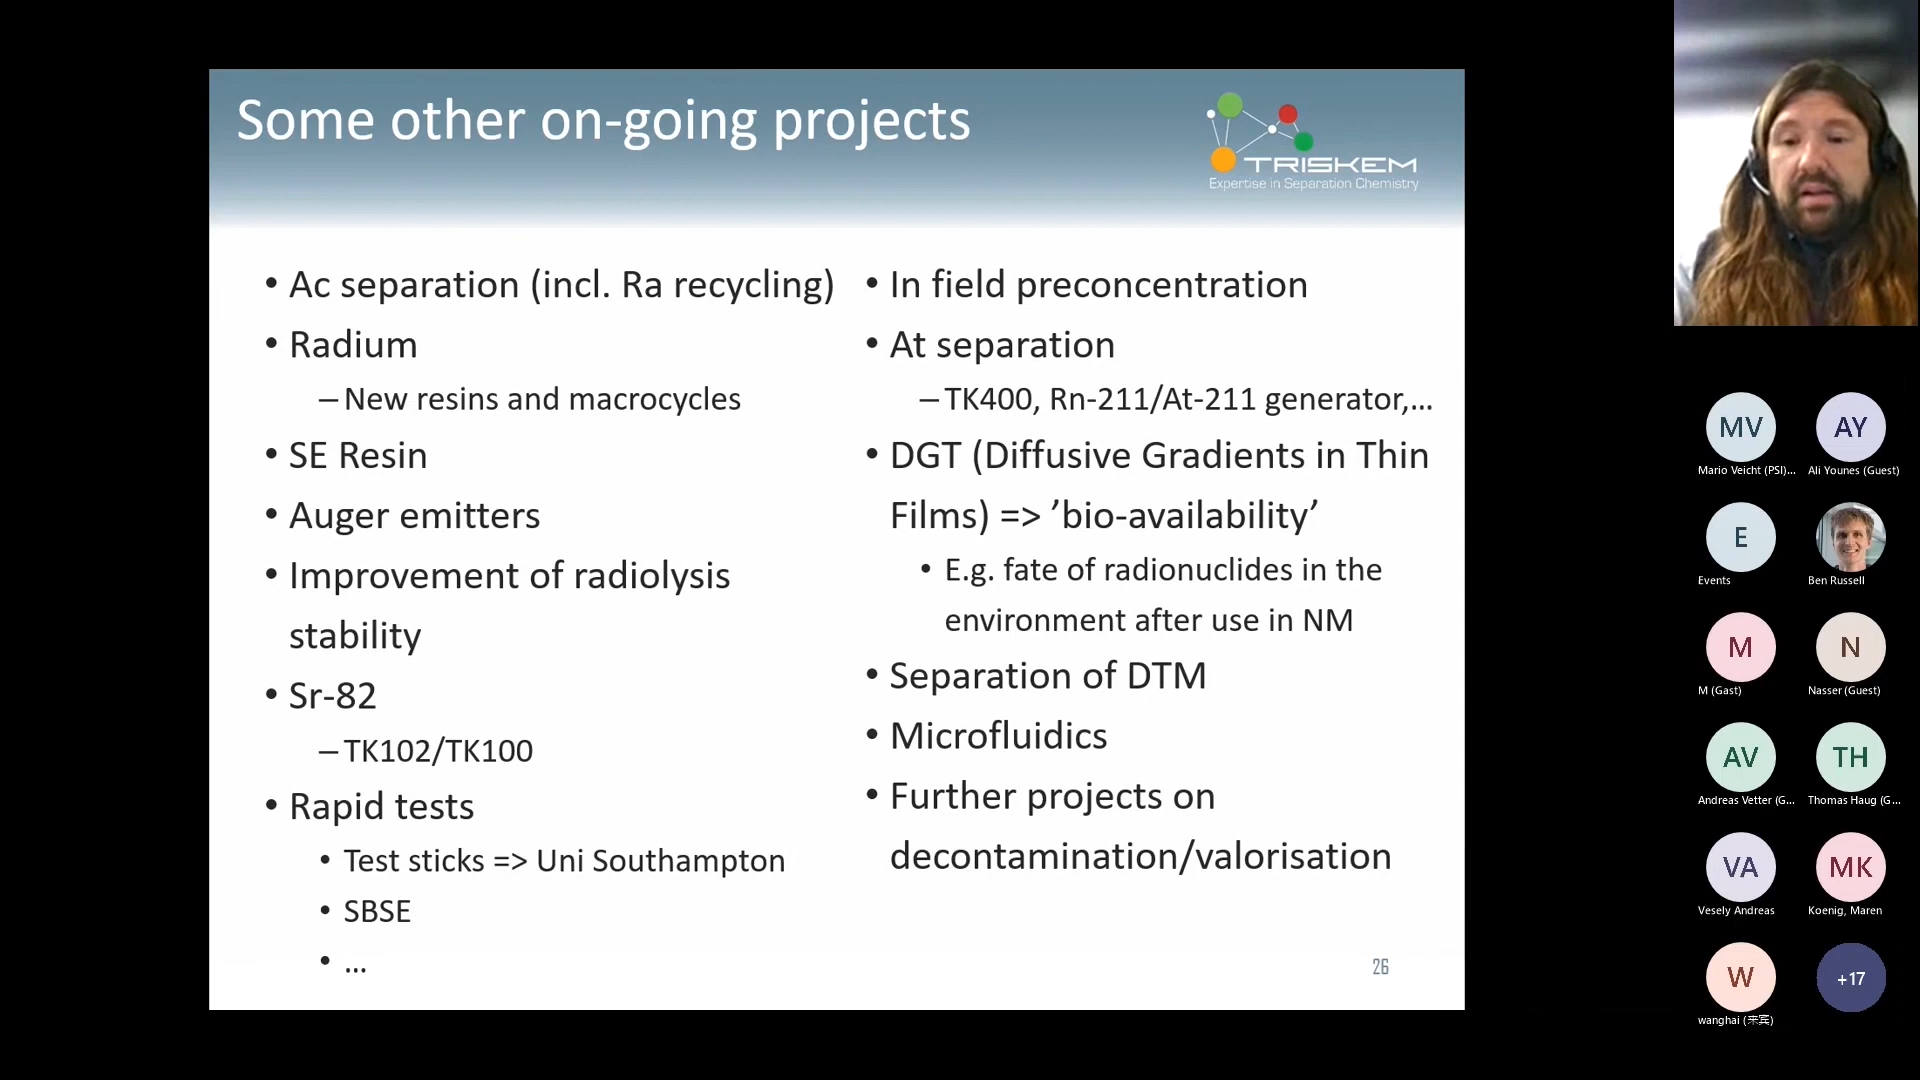 Some other on-going projects
TRISKEM
Expertise in Separation Chemistry
• Ac separation (incl. Ra recycling)
• Radium
– New resins and macrocycles
• SE Resin
• Auger emitters
• Improvement of radiolysis
stability
• Sr-82
– TK102/TK100
• Rapid tests
• Test sticks => Uni Southampton
• SBSE
• ...
• In field preconcentration
• At separation
– TK400, Rn-211/At-211 generator,...
• DGT (Diffusive Gradients in Thin
Films) => ’bio-availability’
• E.g. fate of radionuclides in the
environment after use in NM
• Separation of DTM
• Microfluidics
• Further projects on
decontamination/valorisation
26
MV
Mario Veicht (PSI)...
AY
Ali Younes (Guest)
E
Events
Ben Russell
M
M (Gast)
N
Nasser (Guest)
AV
Andreas Vetter (G...
TH
Thomas Haug (G...
VA
Vesely Andreas
MK
Koenig, Maren
W
wanghai (来宾)
+17